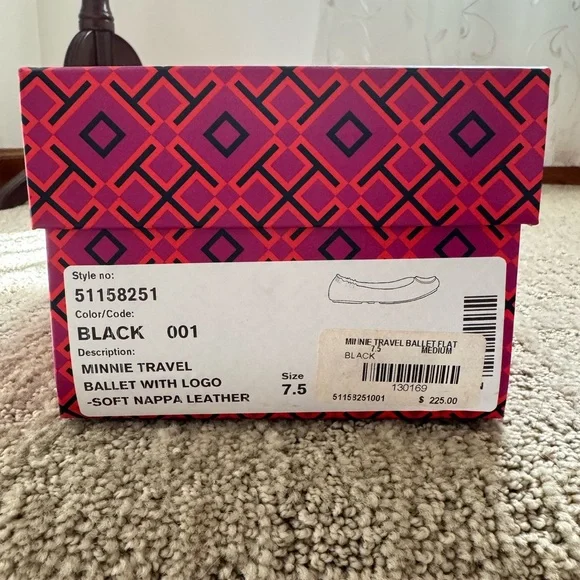 Style no:
51158251
Color/Code:
BLACK 001
Description:
MINNIE TRAVEL
BALLET WITH LOGO
-SOFT NAPPA LEATHER
Size
7.5
MINNIE TRAVEL BALLET FLAT
7.5 MEDIUM
BLACK
130169
51158251001 $ 225.00